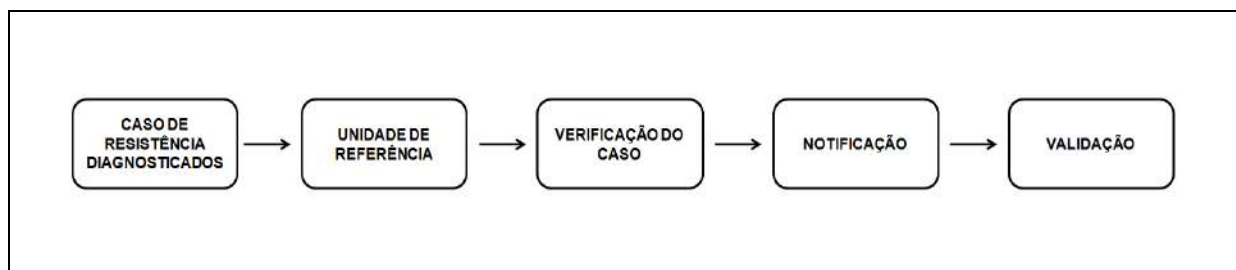 CASO DE
RESISTÊNCIA
DIAGNOSTICADOS
UNIDADE DE
REFERÊNCIA
VERIFICAÇÃO DO
CASO
NOTIFICAÇÃO
VALIDAÇÃO